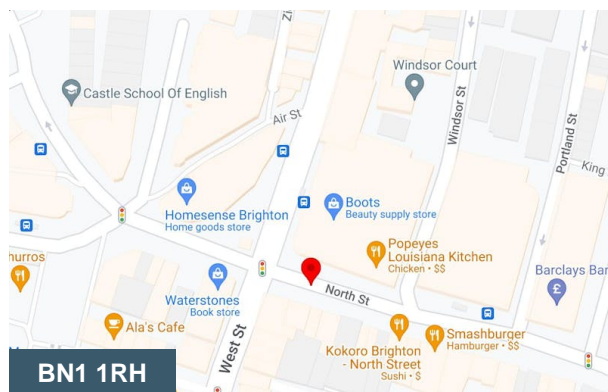 Zi
Windsor Court
Castle School Of English
Air St
Windsor St
Portland St
King
Homesense Brighton
Home goods store
Boots
Beauty supply store
Popeyes
Louisiana Kitchen
Chicken • $$
hurros
Waterstones
Book store
North St
Barclays Ban
£
Ala's Cafe
West St
Kokoro Brighton
- North Street
Sushi • $
Smashburger
Hamburger • $$
BN1 1RH